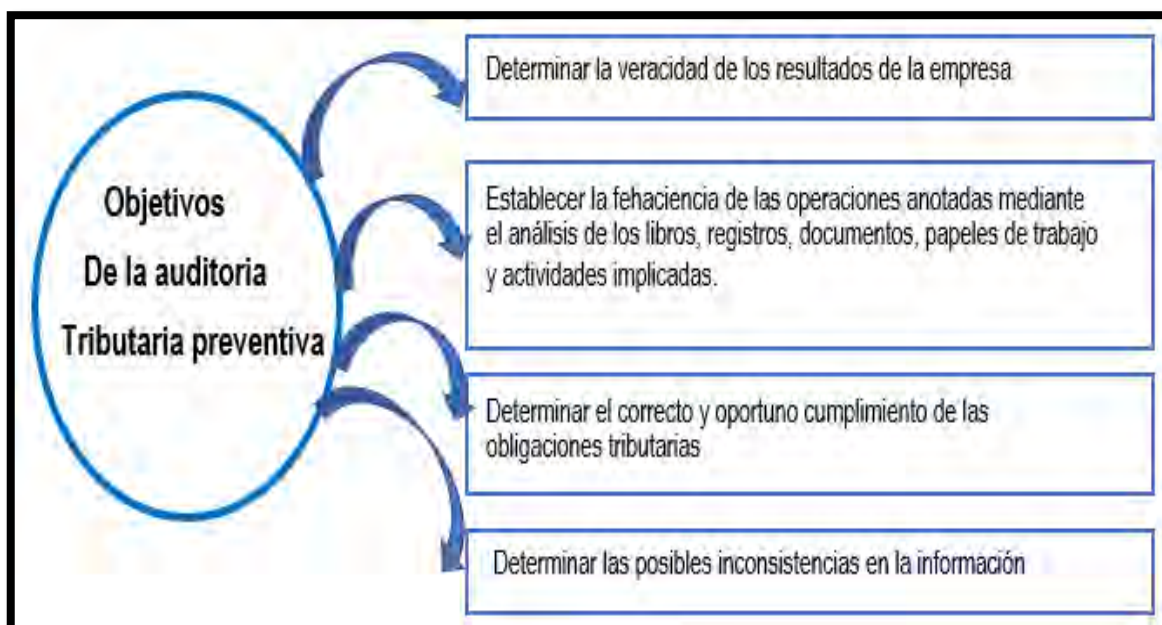 Objetivos
De la auditoria
Tributaria preventiva
Determinar la veracidad de los resultados de la empresa
Establecer la fehaciencia de las operaciones anotadas mediante
el análisis de los libros, registros, documentos, papeles de trabajo
y actividades implicadas.
Determinar el correcto y oportuno cumplimiento de las
obligaciones tributarias
Determinar las posibles inconsistencias en la información